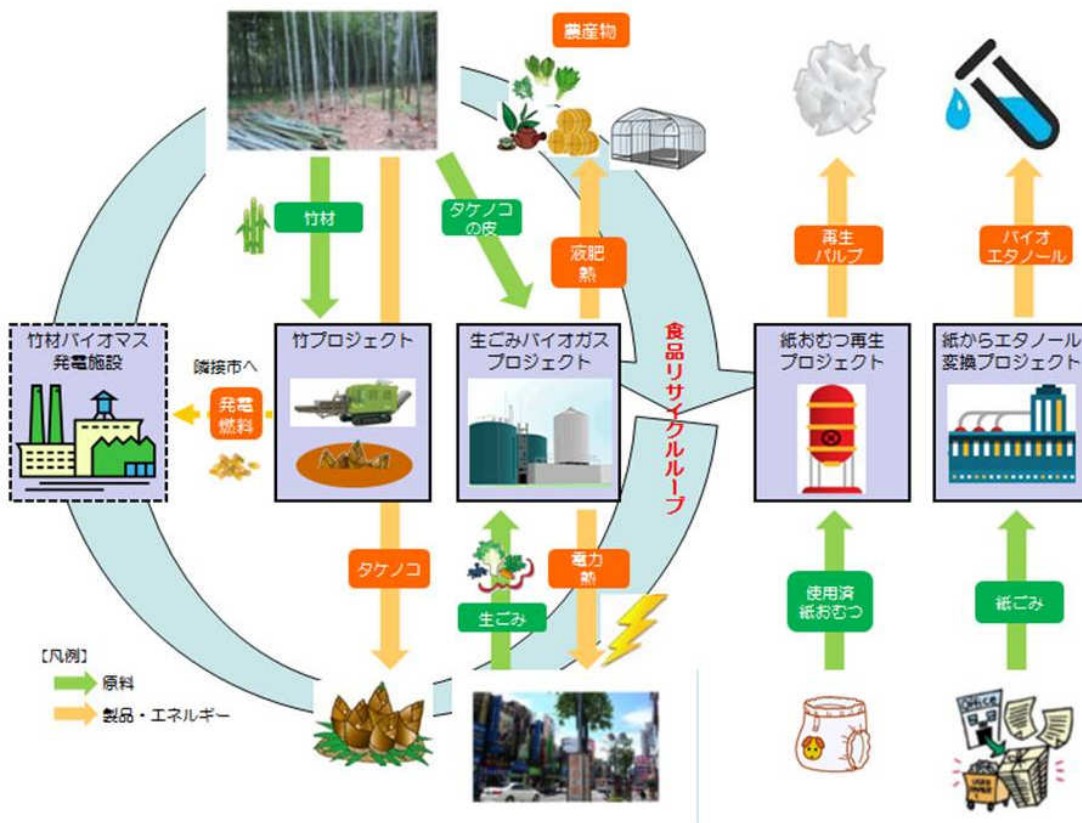 農産物
竹材
タケノコ
の皮
液肥
熱
再生
パルプ
バイオ
エタノール
竹材バイオマス
発電施設
隣接市へ
発電
燃料
竹プロジェクト
生ごみバイオガス
プロジェクト
食品リサイクルループ
紙おむつ再生
プロジェクト
紙からエタノール
変換プロジェクト
タケノコ
生ごみ
電力
熱
使用済
紙おむつ
紙ごみ
【凡例】
原料
製品・エネルギー
Office